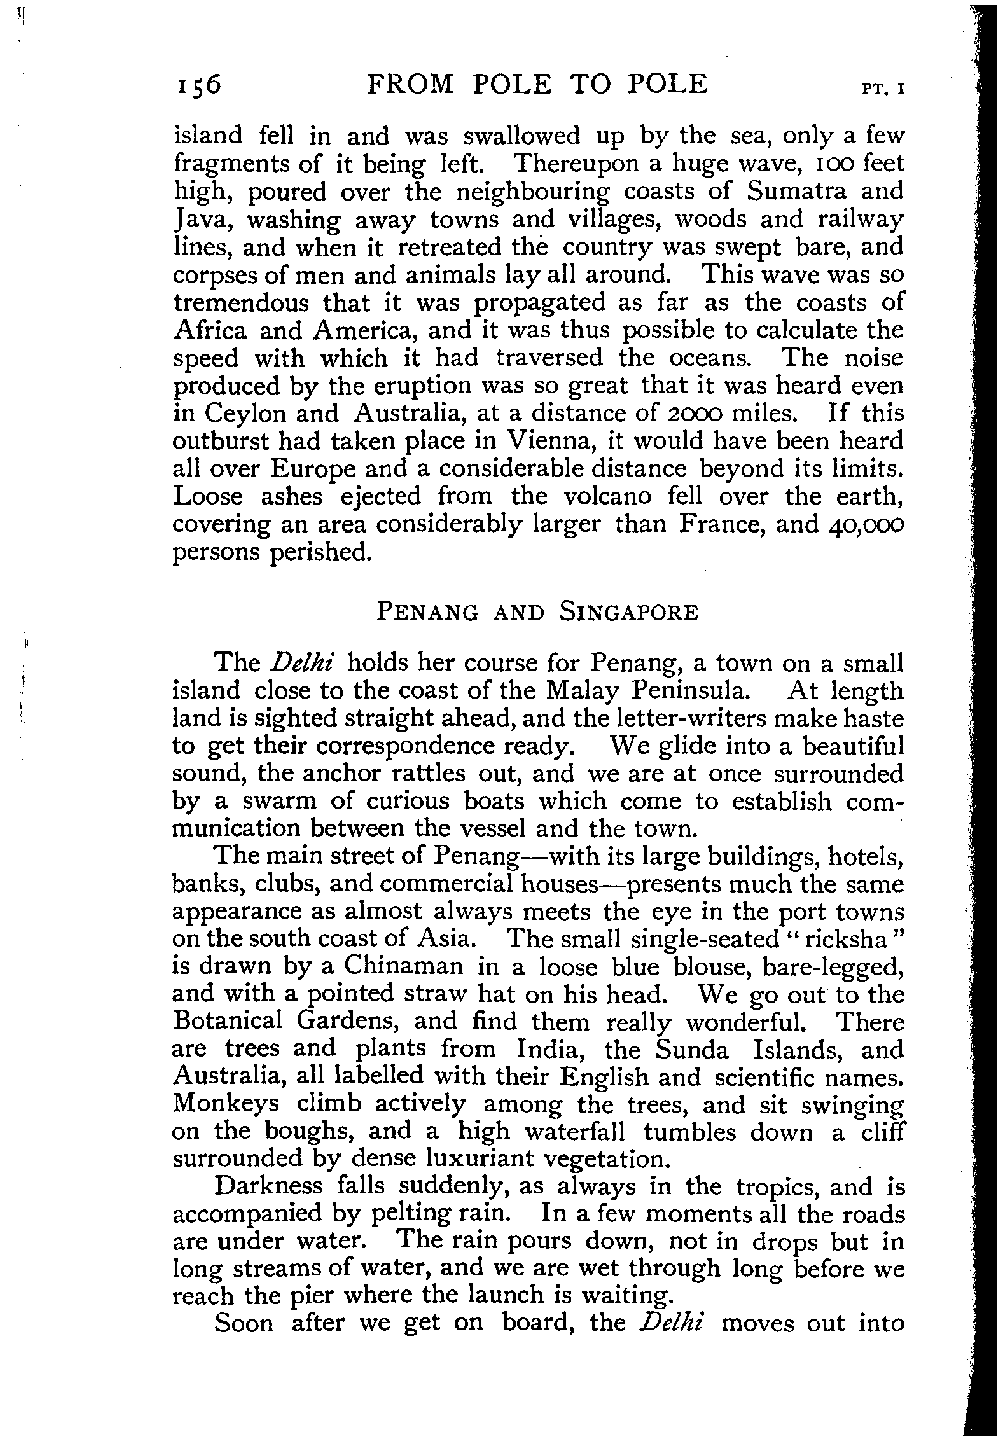 156 FROM POLE TO POLE PT. I
island fell in and was swallowed up by the sea, only a few
fragments of it being left. Thereupon a huge wave, 100 feet
high, poured over the neighbouring coasts of Sumatra and
Java, washing away towns and villages, woods and railway
lines, and when it retreated the country was swept bare, and
corpses of men and animals lay all around. This wave was so
tremendous that it was propagated as far as the coasts of
Africa and America, and it was thus possible to calculate the
speed with which it had traversed the oceans. The noise
produced by the eruption was so great that it was heard even
in Ceylon and Australia, at a distance of 2000 miles. If this
outburst had taken place in Vienna, it would have been heard
all over Europe and a considerable distance beyond its limits.
Loose ashes ejected from the volcano fell over the earth,
covering an area considerably larger than France, and 40,000
persons perished.
PENANG AND SINGAPORE
The Delhi holds her course for Penang, a town on a small
island close to the coast of the Malay Peninsula. At length
land is sighted straight ahead, and the letter-writers make haste
to get their correspondence ready. We glide into a beautiful
sound, the anchor rattles out, and we are at once surrounded
by a swarm of curious boats which come to establish com-
munication between the vessel and the town.
The main street of Penang—with its large buildings, hotels,
banks, clubs, and commercial houses—presents much the same
appearance as almost always meets the eye in the port towns
on the south coast of Asia. The small single-seated "ricksha"
is drawn by a Chinaman in a loose blue blouse, bare-legged,
and with a pointed straw hat on his head. We go out to the
Botanical Gardens, and find them really wonderful. There
are trees and plants from India, the Sunda Islands, and
Australia, all labelled with their English and scientific names.
Monkeys climb actively among the trees, and sit swinging
on the boughs, and a high waterfall tumbles down a cliff
surrounded by dense luxuriant vegetation.
Darkness falls suddenly, as always in the tropics, and is
accompanied by pelting rain. In a few moments all the roads
are under water. The rain pours down, not in drops but in
long streams of water, and we are wet through long before we
reach the pier where the launch is waiting.
Soon after we get on board, the Delhi moves out into